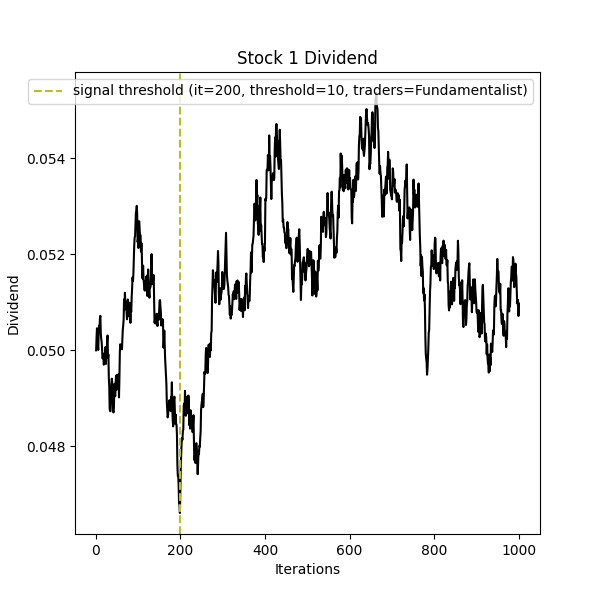 Stock 1 Dividend
signal threshold (it=200, threshold=10, traders=Fundamentalist)
0.054
0.052
0.050
0.048
Dividend
0 200 400 600 800 1000
Iterations